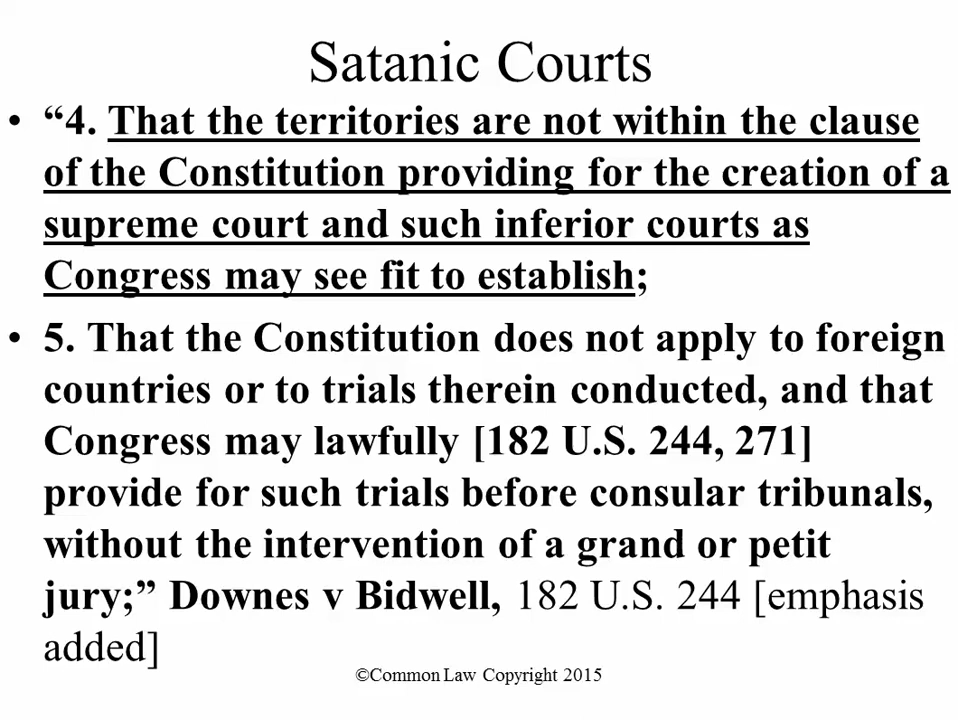 Satanic Courts
• “4. That the territories are not within the clause
of the Constitution providing for the creation of a
supreme court and such inferior courts as
Congress may see fit to establish;
• 5. That the Constitution does not apply to foreign
countries or to trials therein conducted, and that
Congress may lawfully [182 U.S. 244, 271]
provide for such trials before consular tribunals,
without the intervention of a grand or petit
jury;” Downes v Bidwell, 182 U.S. 244 [emphasis
added]
©Common Law Copyright 2015